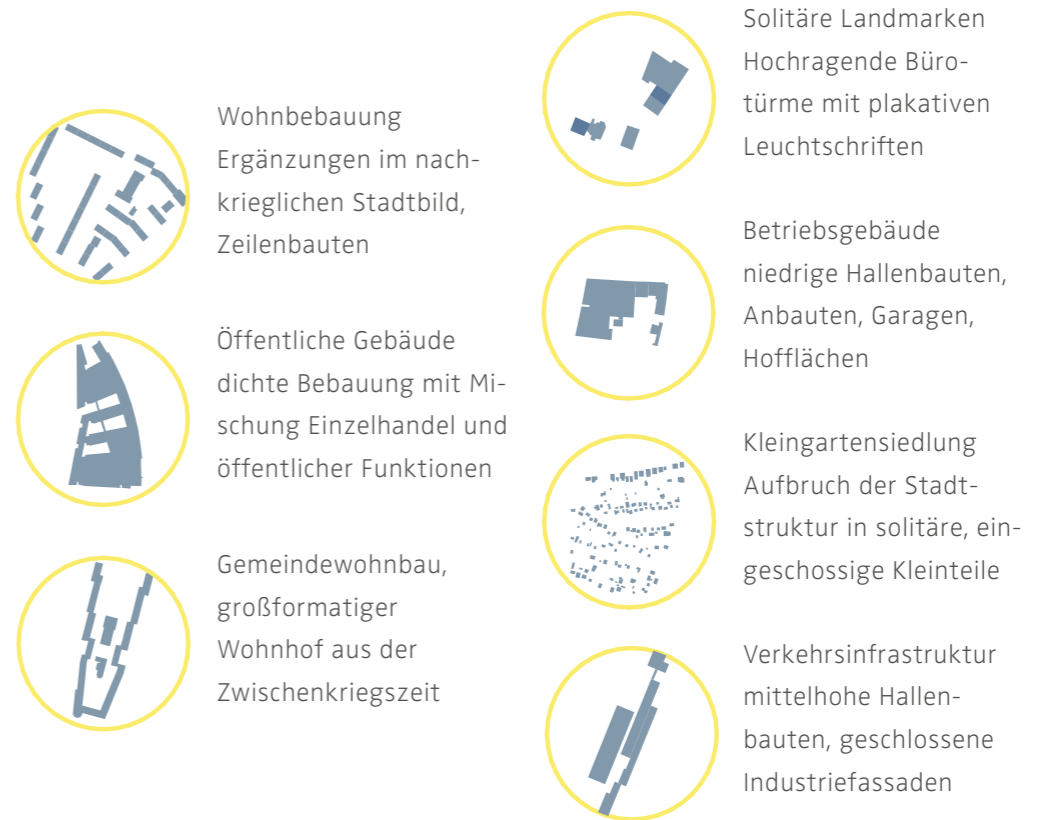 Wohnbebauung
Ergänzungen im nach-
krieglichen Stadtbild,
Zeilenbauten
Öffentliche Gebäude
dichte Bebauung mit Mi-
schung Einzelhandel und
öffentlicher Funktionen
Gemeindewohnbau,
großformatiger
Wohnhof aus der
Zwischenkriegszeit
Solitäre Landmarken
Hochragende Büro-
türme mit plakativen
Leuchtschriften
Betriebsgebäude
niedrige Hallenbauten,
Anbauten, Garagen,
Hofflächen
Kleingartensiedlung
Aufbruch der Stadt-
struktur in solitäre, ein-
geschossige Kleinteile
Verkehrsinfrastruktur
mittelhohe Hallen-
bauten, geschlossene
Industriefassaden